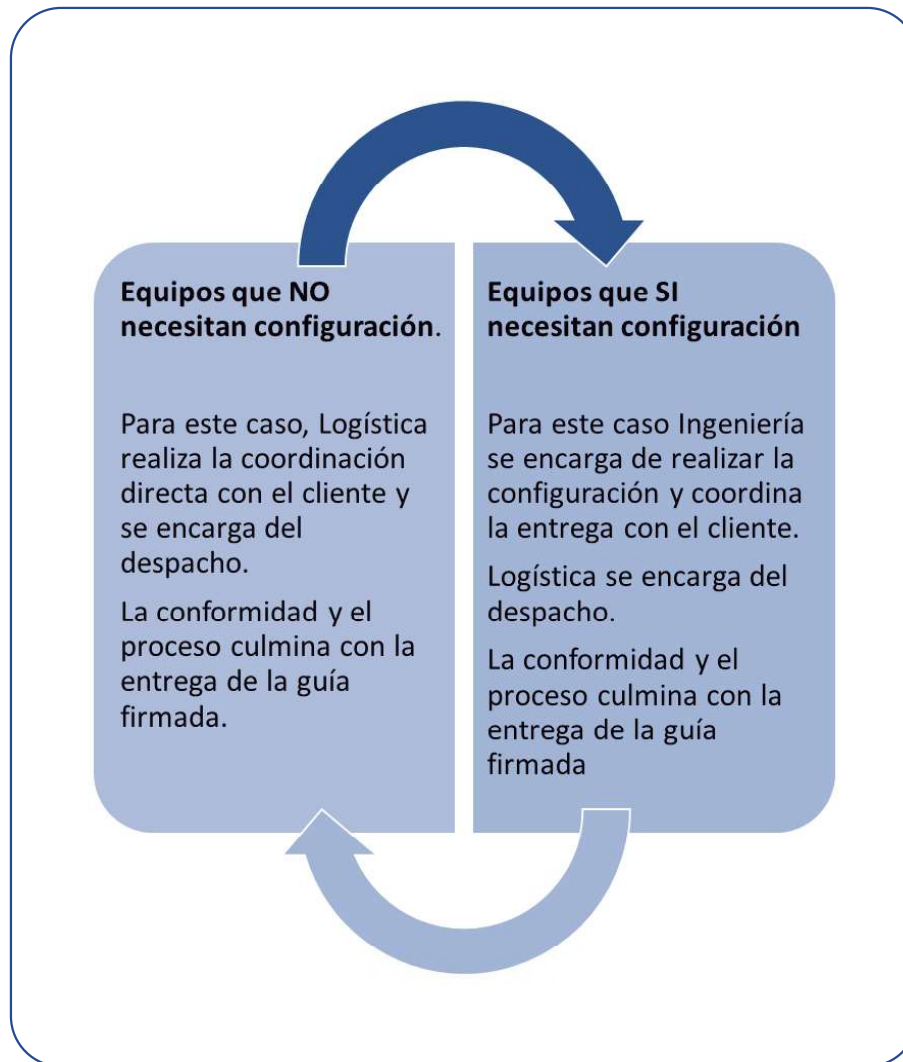 Equipos que NO
necesitan configuración.
Para este caso, Logística
realiza la coordinación
directa con el cliente y
se encarga del
despacho.
La conformidad y el
proceso culmina con la
entrega de la guía
firmada.
Equipos que SI
necesitan configuración
Para este caso Ingeniería
se encarga de realizar la
configuración y coordina
la entrega con el cliente.
Logística se encarga del
despacho.
La conformidad y el
proceso culmina con la
entrega de la guía
firmada